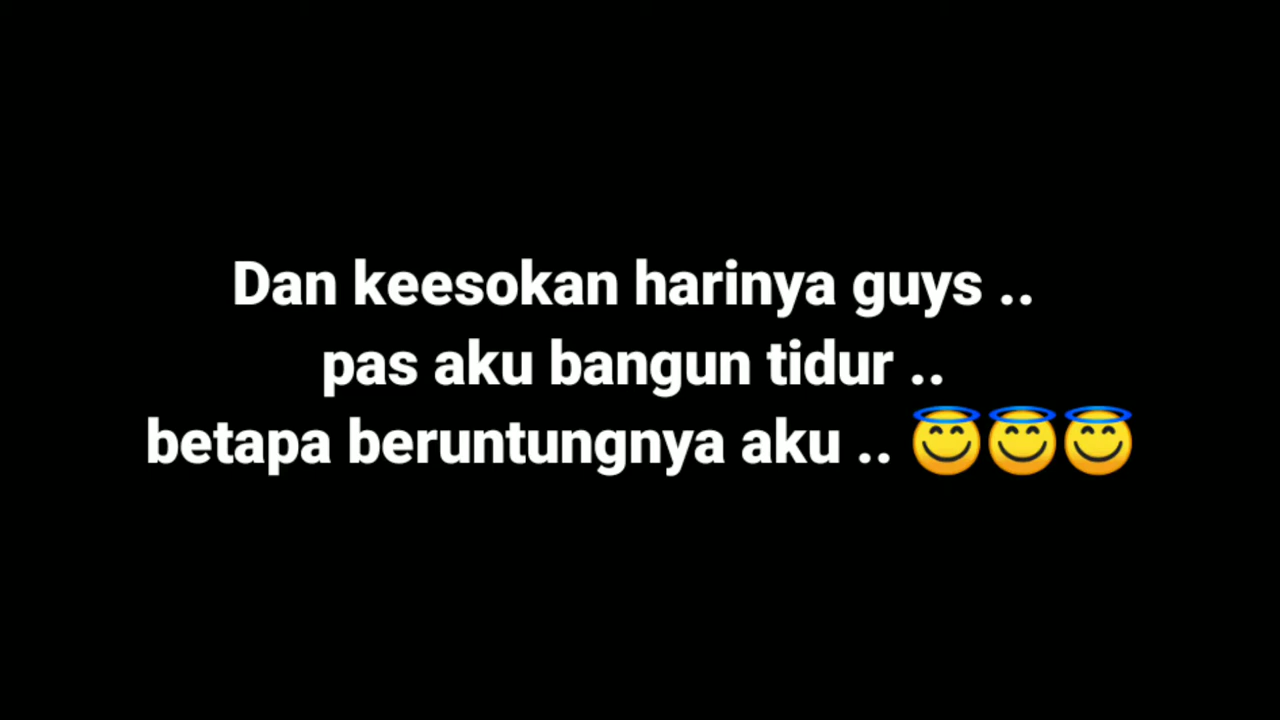 Dan keesokan harinya guys ..
pas aku bangun tidur ..
betapa beruntungnya aku .. 😇😇😇